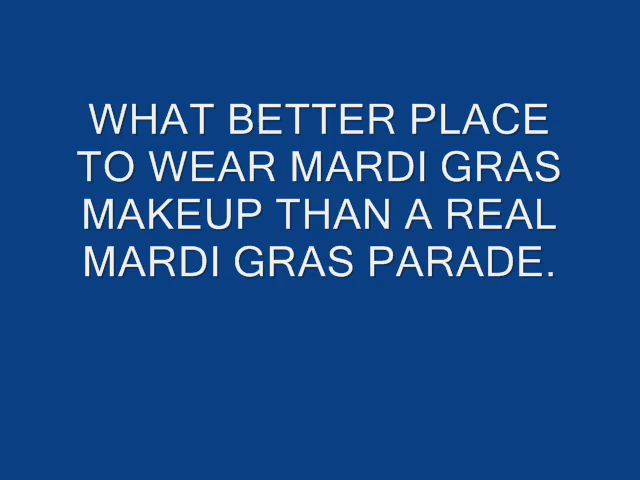 WHAT BETTER PLACE
TO WEAR MARDI GRAS
MAKEUP THAN A REAL
MARDI GRAS PARADE.